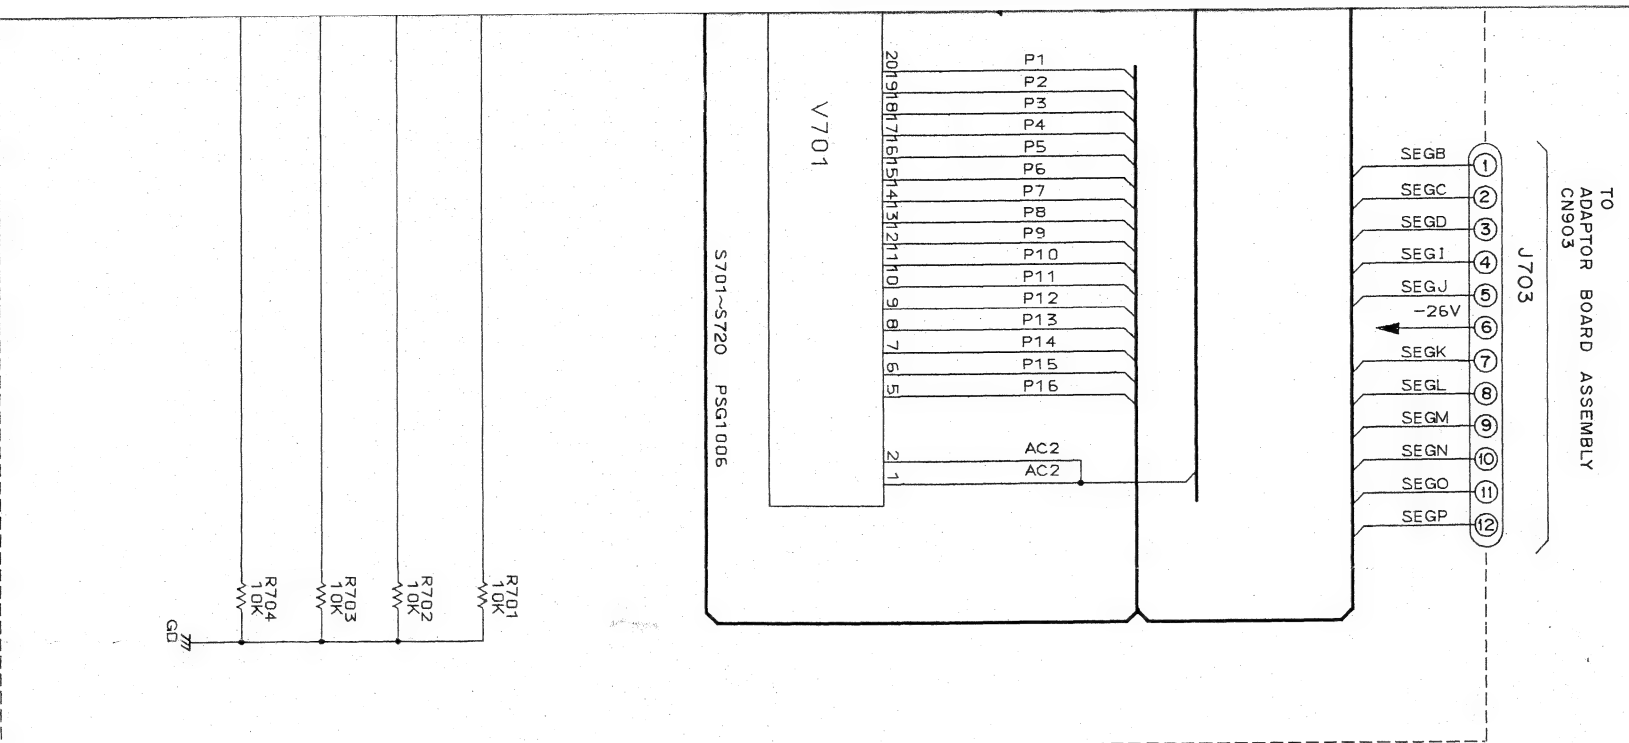 V701
20
19
18
17
16
15
14
13
12
11
10
9
8
7
6
5
2
1
P1
P2
P3
P4
P5
P6
P7
P8
P9
P10
P11
P12
P13
P14
P15
P16
AC2
AC2
S701~S720 PSG1006
SEGB 1
SEGC 2
SEGD 3
SEGI 4
SEGJ 5
-26V 6
SEGK 7
SEGL 8
SEGM 9
SEGN 10
SEGO 11
SEGP 12
J703
TO
ADAPTOR BOARD ASSEMBLY
CN903
R704
10K
R703
10K
R702
10K
R701
10K
GD